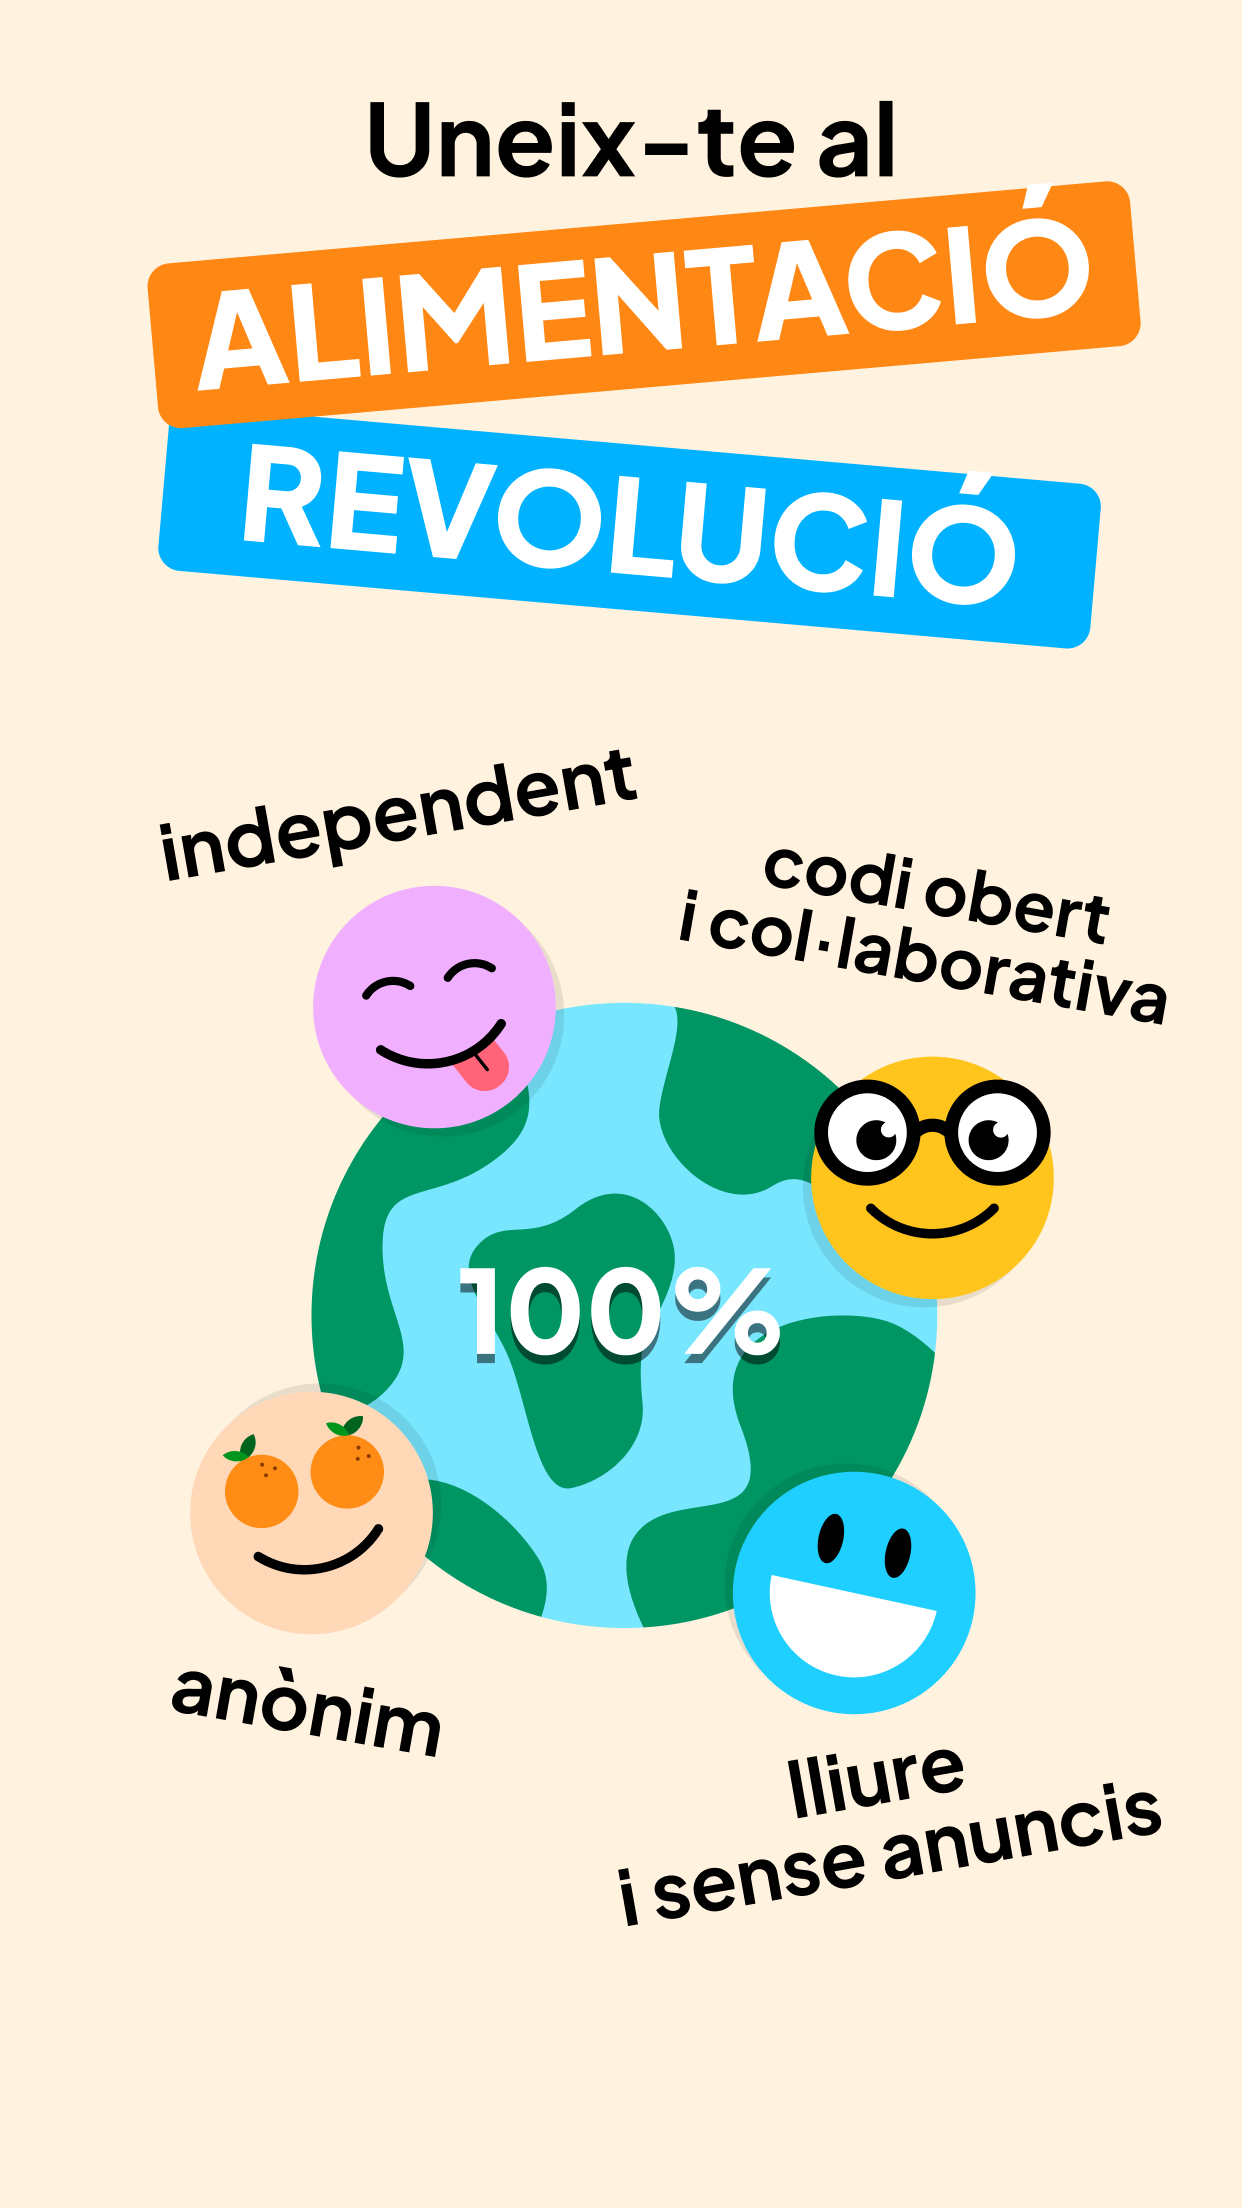 Uneix-te al
ALIMENTACIÓ
REVOLUCIÓ
independent
codi obert
i col·laborativa
100%
anònim
lliure
i sense anuncis